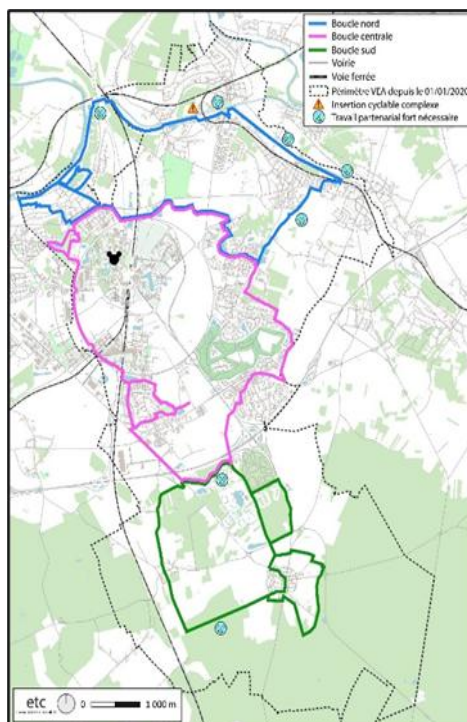 Boucle nord
Boucle centrale
Boucle sud
Voirie
Voie ferrée
Périmètre VEA depuis le 01/01/2020
Insertion cyclable complexe
Travail partenarial fort nécessaire
etc
0 1 000 m